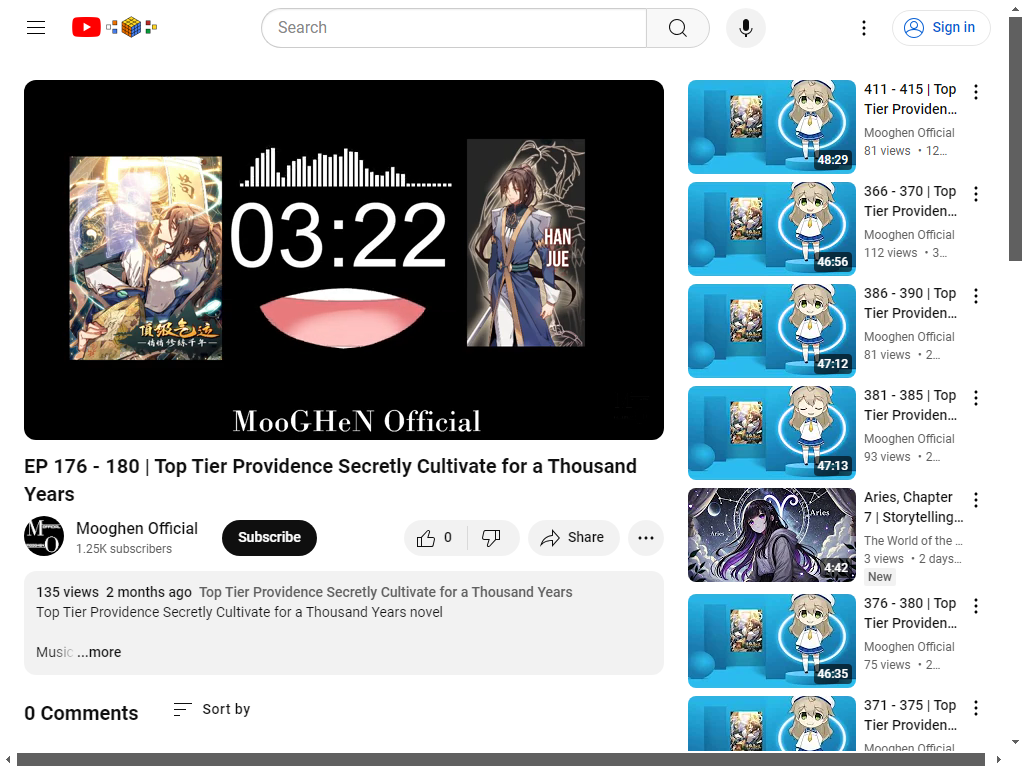 Search
Sign in
頂级气运
悄悄修炼千年
03:22
HAN
JUE
MooGHeN Official
EP 176 - 180 | Top Tier Providence Secretly Cultivate for a Thousand
Years
Mooghen Official
1.25K subscribers
Subscribe
0
Share
135 views 2 months ago Top Tier Providence Secretly Cultivate for a Thousand Years
Top Tier Providence Secretly Cultivate for a Thousand Years novel
Music ...more
0 Comments
Sort by
48:29
411 - 415 | Top
Tier Providen...
Mooghen Official
81 views • 12...
46:56
366 - 370 | Top
Tier Providen...
Mooghen Official
112 views • 3...
47:12
386 - 390 | Top
Tier Providen...
Mooghen Official
81 views • 2...
47:13
381 - 385 | Top
Tier Providen...
Mooghen Official
93 views • 2...
Aries
Aries
4:42
Aries, Chapter
7 | Storytelling...
The World of the ...
3 views • 2 days...
New
46:35
376 - 380 | Top
Tier Providen...
Mooghen Official
75 views • 2...
371 - 375 | Top
Tier Providen...
Mooghen Official